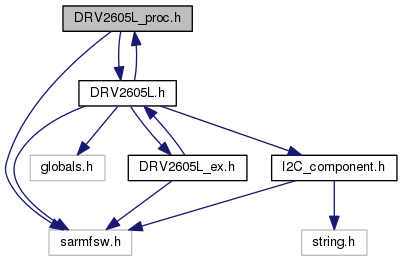 DRV2605L_proc.h
DRV2605L.h
globals.h
DRV2605L_ex.h
I2C_component.h
sarmfsw.h
string.h